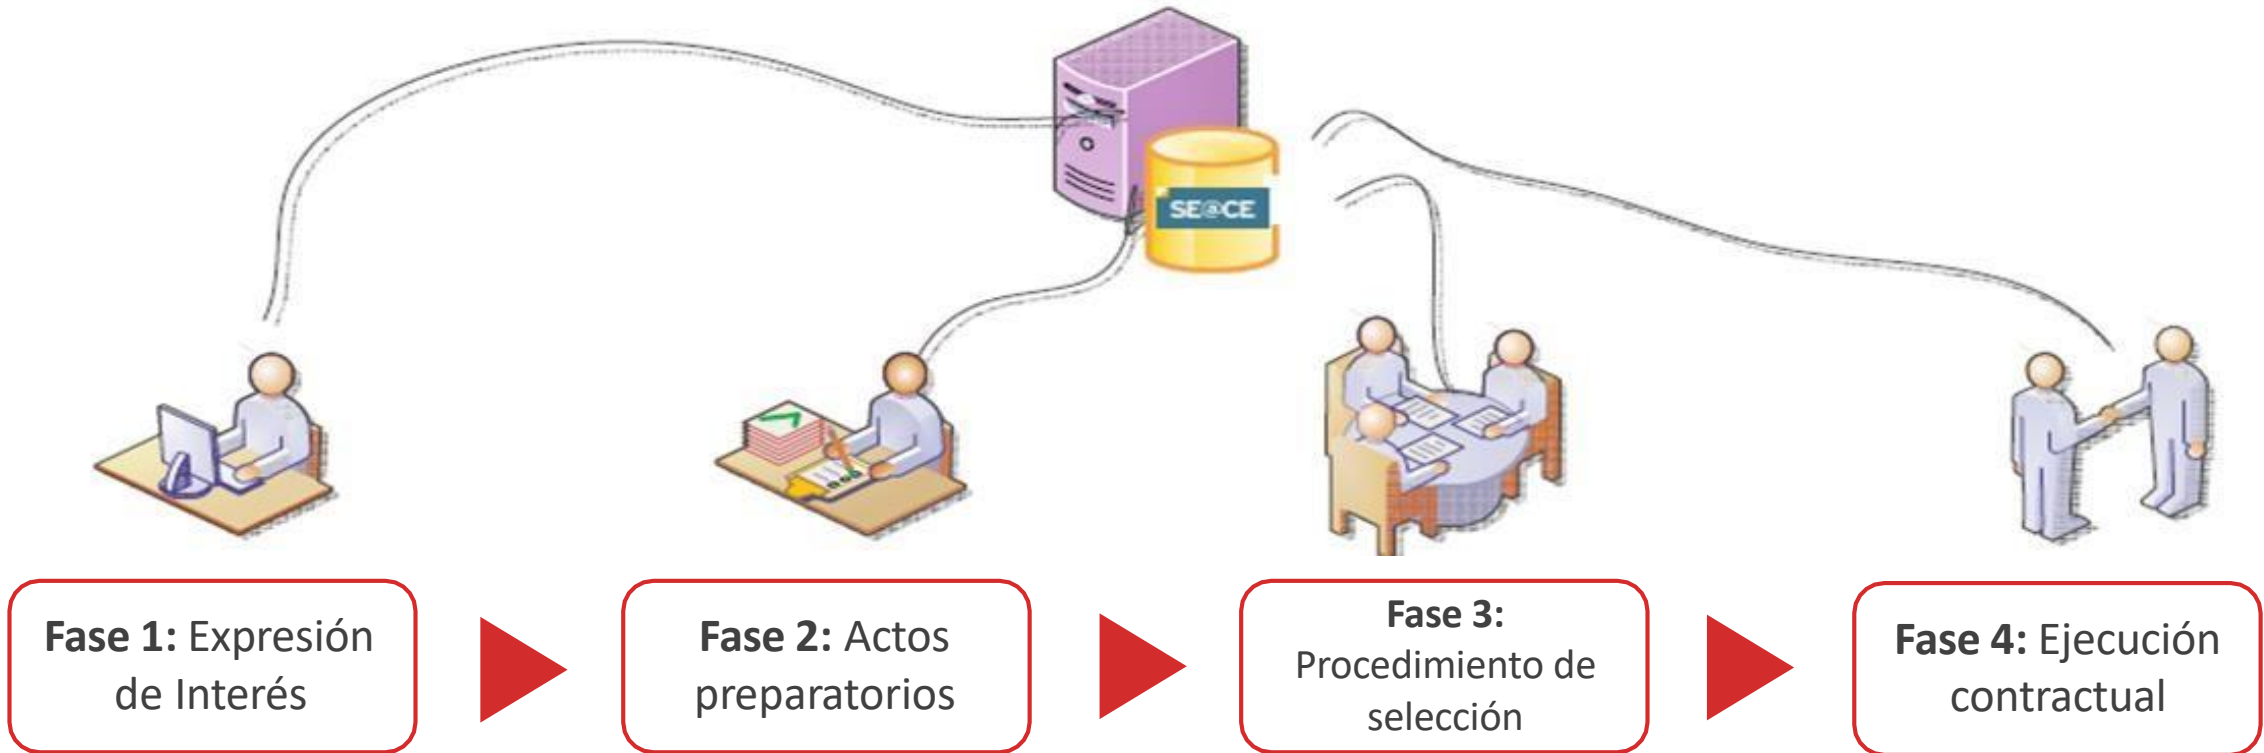 SE@CE
Fase 1: Expresión
de Interés
Fase 2: Actos
preparatorios
Fase 3:
Procedimiento de
selección
Fase 4: Ejecución
contractual